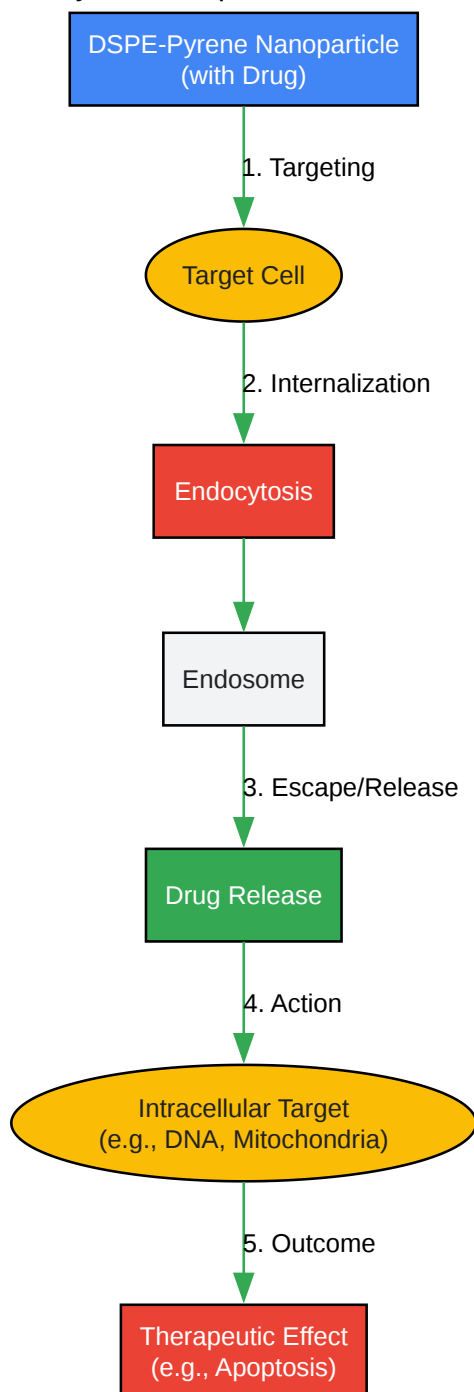 DSPE-Pyrene Nanoparticle
(with Drug)
1. Targeting
Target Cell
2. Internalization
Endocytosis
Endosome
3. Escape/Release
Drug Release
4. Action
Intracellular Target
(e.g., DNA, Mitochondria)
5. Outcome
Therapeutic Effect
(e.g., Apoptosis)